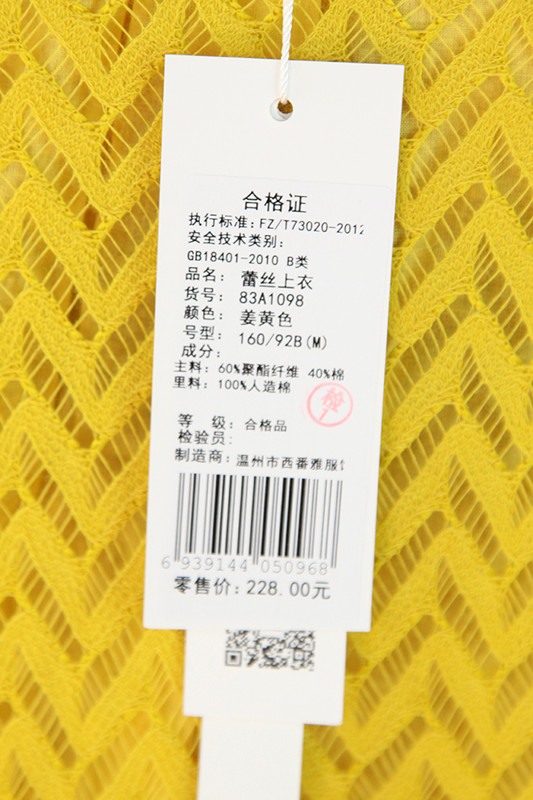 合格证
执行标准: FZ/T73020-2012
安全技术类别:
GB18401-2010 B类
品名: 蕾丝上衣
货号: 83A1098
颜色: 姜黄色
号型: 160/92B(M)
成分:
主料: 60%聚酯纤维 40%棉
里料: 100%人造棉
检
1
等 级: 合格品
检验员:
制造商: 温州市西番雅服
6 939144 050968
零售价: 228.00元